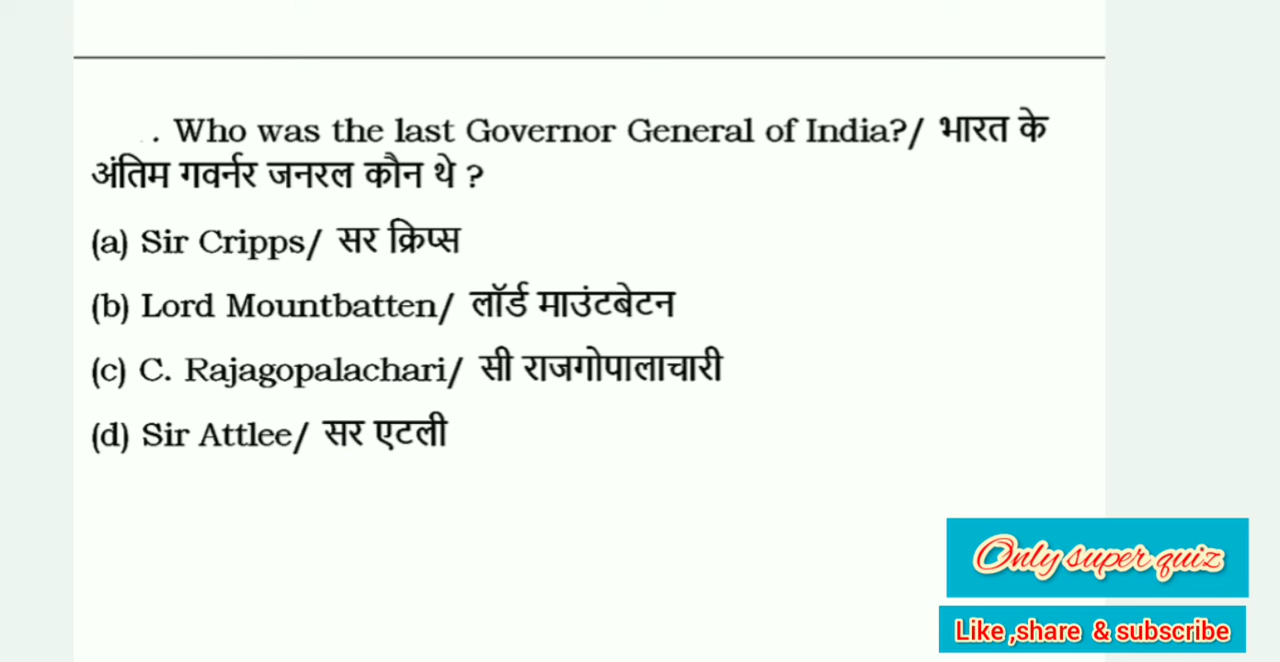 . Who was the last Governor General of India?/ भारत के
अंतिम गवर्नर जनरल कौन थे ?
(a) Sir Cripps/ सर क्रिप्स
(b) Lord Mountbatten/ लॉर्ड माउंटबेटन
(c) C. Rajagopalachari/ सी राजगोपालाचारी
(d) Sir Attlee/ सर एटली
Only super quiz
Like ,share & subscribe